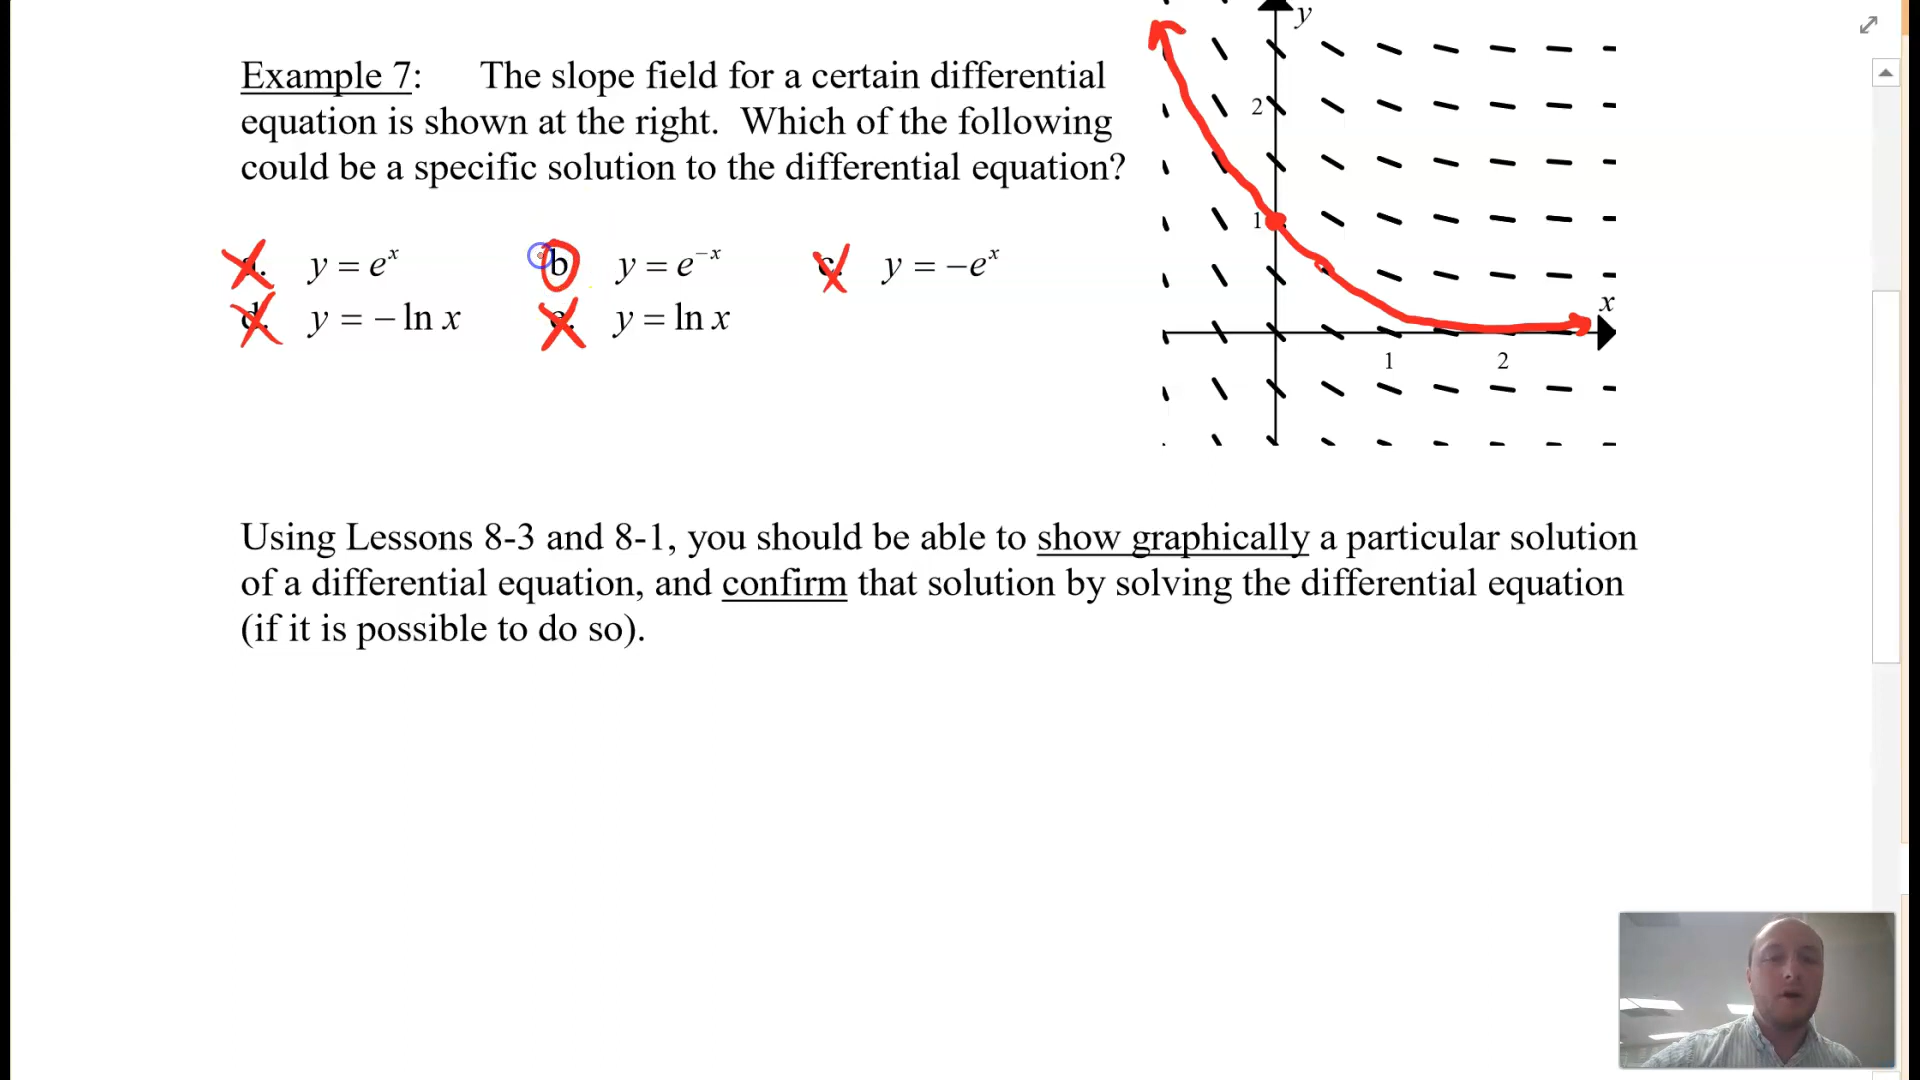 y
Example 7: The slope field for a certain differential
equation is shown at the right. Which of the following
could be a specific solution to the differential equation?
2
1
a. y = eˣ b y = e⁻ˣ c. y = −eˣ
d. y = − ln x e. y = ln x
x
1 2
Using Lessons 8-3 and 8-1, you should be able to show graphically a particular solution
of a differential equation, and confirm that solution by solving the differential equation
(if it is possible to do so).